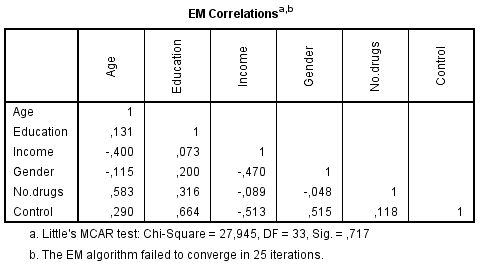 EM Correlationsa,b
Age Education Income Gender No.drugs Control
Age 1
Education ,131 1
Income -,400 ,073 1
Gender -,115 ,200 -,470 1
No.drugs ,583 ,316 -,089 -,048 1
Control ,290 ,664 -,513 ,515 ,118 1
a. Little's MCAR test: Chi-Square = 27,945, DF = 33, Sig. = ,717
b. The EM algorithm failed to converge in 25 iterations.